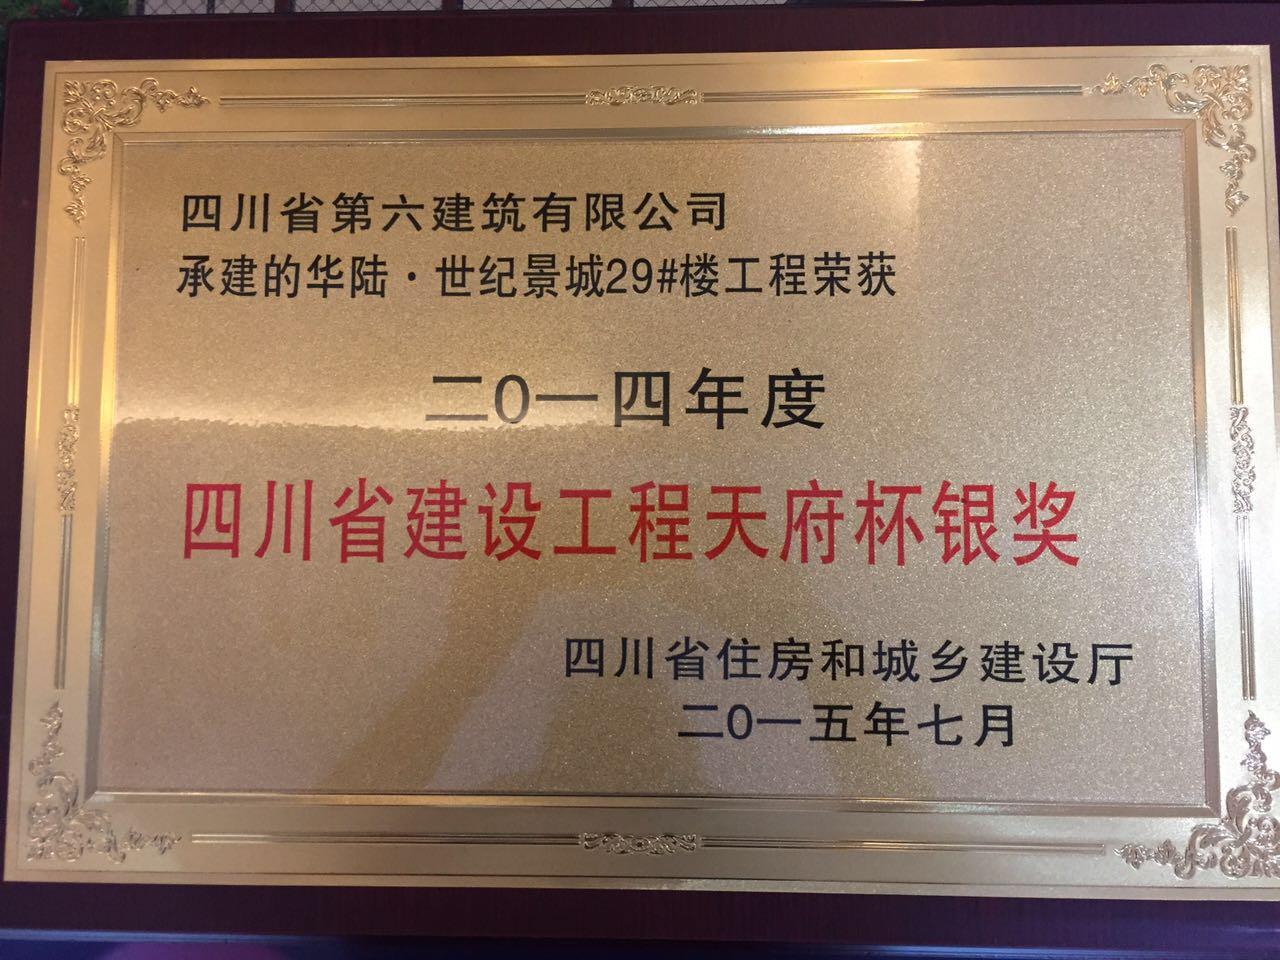 四川省第六建筑有限公司
承建的华陆·世纪景城29#楼工程荣获
二0一四年度
四川省建设工程天府杯银奖
四川省住房和城乡建设厅
二0一五年七月